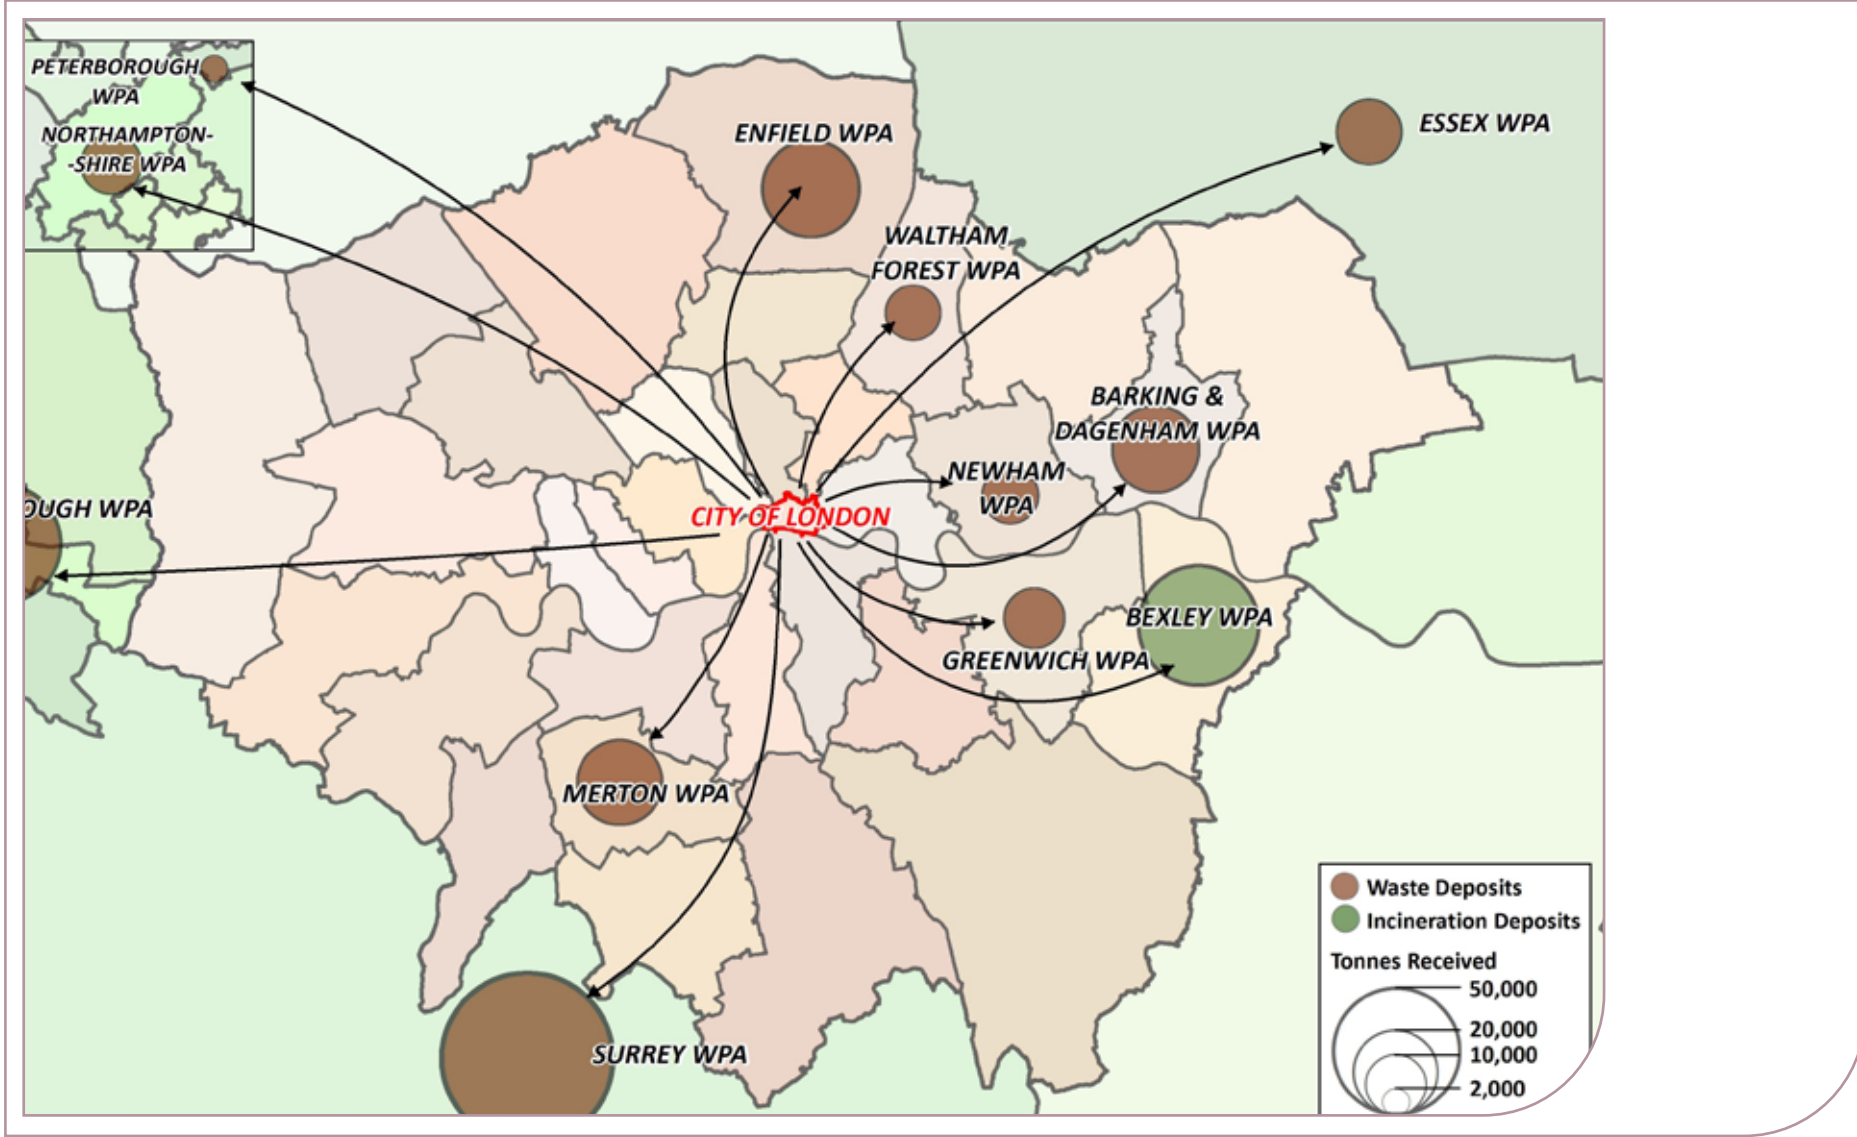 PETERBOROUGH
WPA
NORTHAMPTON-
-SHIRE WPA
ENFIELD WPA
ESSEX WPA
WALTHAM
FOREST WPA
BARKING &
DAGENHAM WPA
NEWHAM
WPA
OUGH WPA
CITY OF LONDON
BEXLEY WPA
GREENWICH WPA
MERTON WPA
SURREY WPA
Waste Deposits
Incineration Deposits
Tonnes Received
50,000
20,000
10,000
2,000